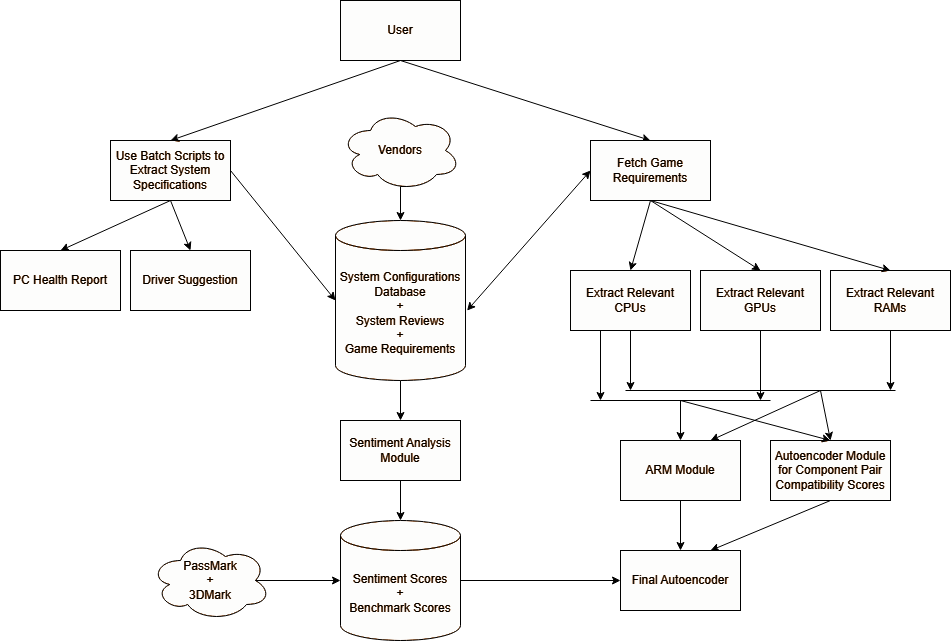 User
Use Batch Scripts to
Extract System
Specifications
Vendors
Fetch Game
Requirements
PC Health Report
Driver Suggestion
System Configurations
Database
+
System Reviews
+
Game Requirements
Extract Relevant
CPUs
Extract Relevant
GPUs
Extract Relevant
RAMs
Sentiment Analysis
Module
ARM Module
Autoencoder Module
for Component Pair
Compatibility Scores
PassMark
+
3DMark
Sentiment Scores
+
Benchmark Scores
Final Autoencoder